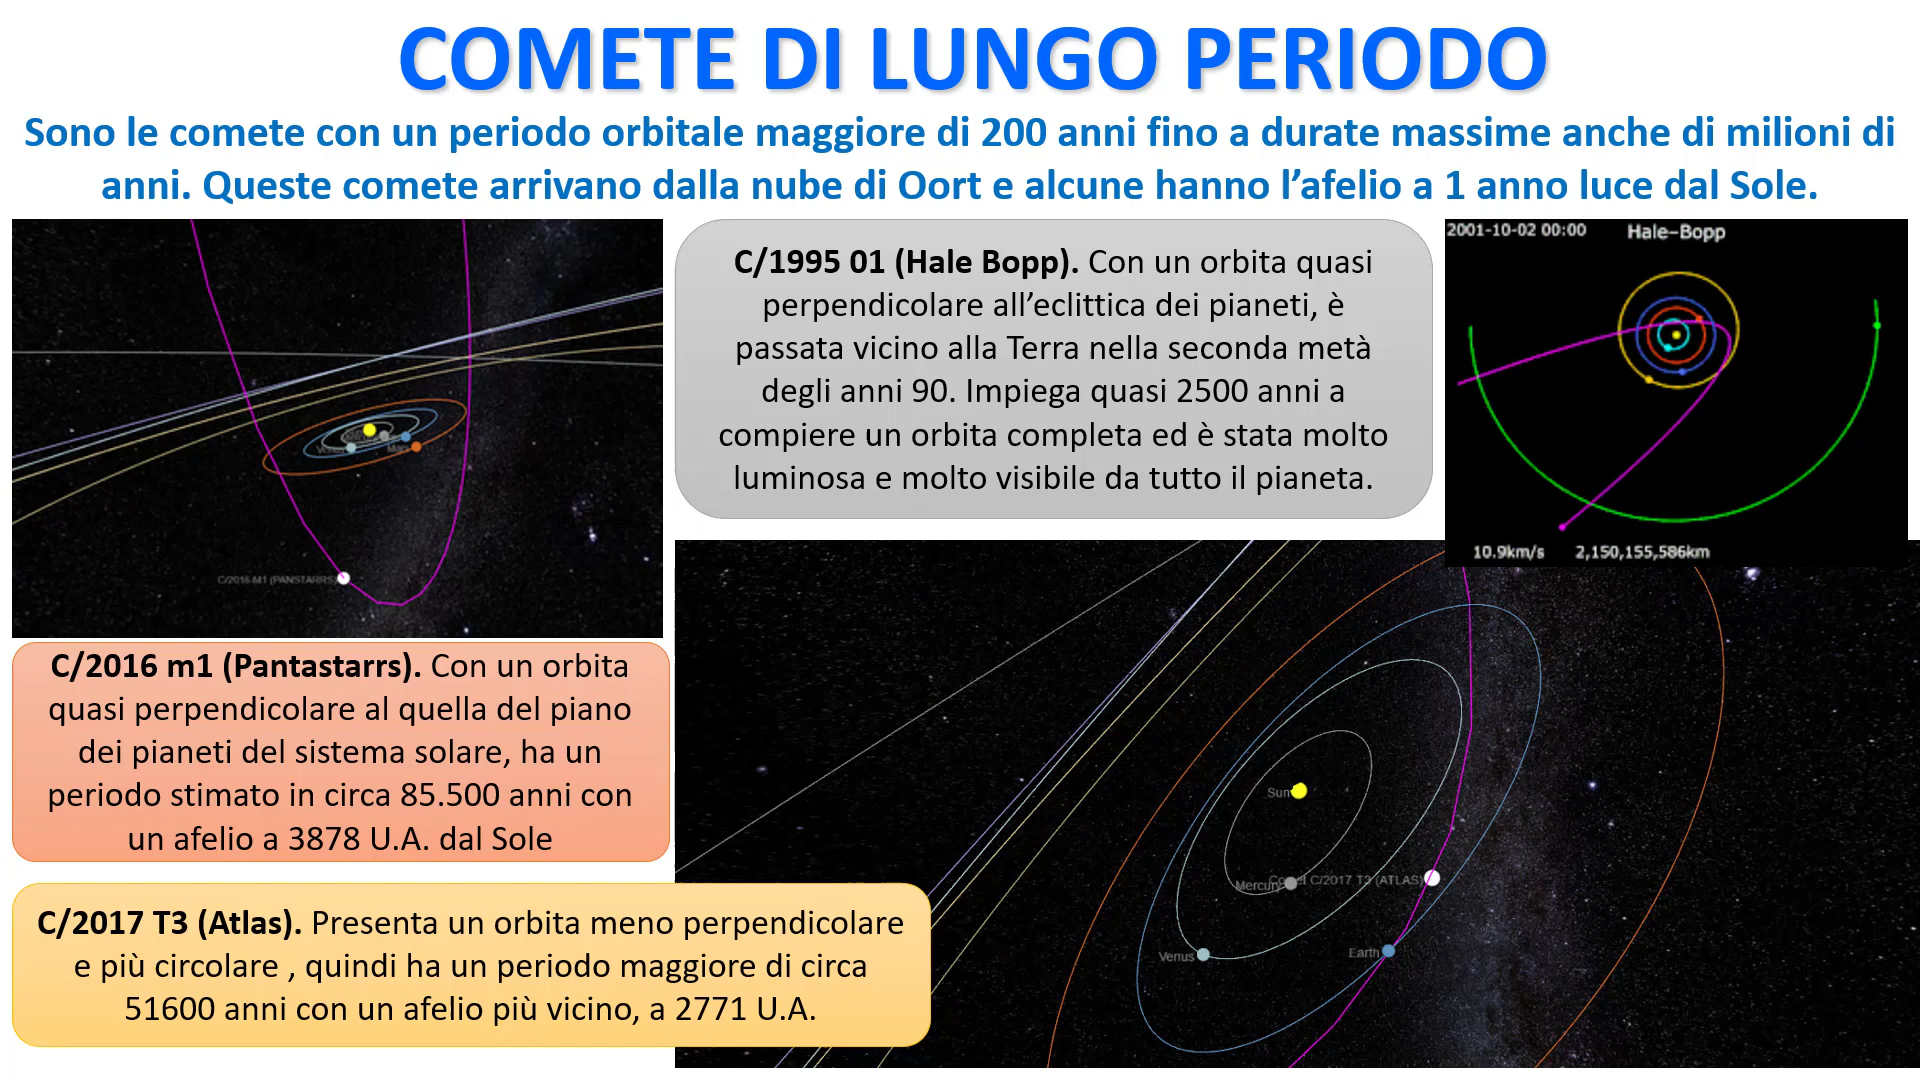 COMETE DI LUNGO PERIODO
Sono le comete con un periodo orbitale maggiore di 200 anni fino a durate massime anche di milioni di
anni. Queste comete arrivano dalla nube di Oort e alcune hanno l’afelio a 1 anno luce dal Sole.
C/2016 M1 (PANSTARRS)
Venus
Mars
C/1995 01 (Hale Bopp). Con un orbita quasi
perpendicolare all’eclittica dei pianeti, è
passata vicino alla Terra nella seconda metà
degli anni 90. Impiega quasi 2500 anni a
compiere un orbita completa ed è stata molto
luminosa e molto visibile da tutto il pianeta.
2001-10-02 00:00 Hale-Bopp
10.9km/s 2,150,155,586km
C/2016 m1 (Pantastarrs). Con un orbita
quasi perpendicolare al quella del piano
dei pianeti del sistema solare, ha un
periodo stimato in circa 85.500 anni con
un afelio a 3878 U.A. dal Sole
C/2017 T3 (Atlas). Presenta un orbita meno perpendicolare
e più circolare , quindi ha un periodo maggiore di circa
51600 anni con un afelio più vicino, a 2771 U.A.
Sun
Mercury
C/2017 T3 (ATLAS)
Venus
Earth